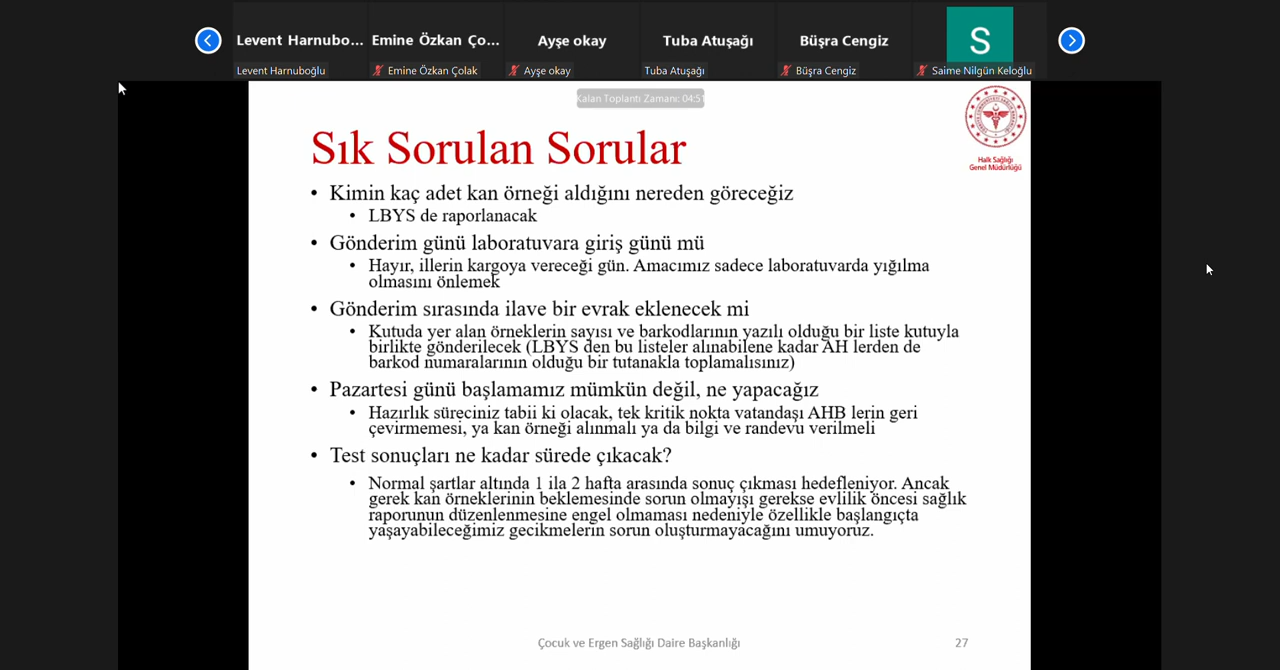 Levent Harnubo...
Emine Özkan Ço...
Ayşe okay
Tuba Atuşağı
Büşra Cengiz
S
Levent Harnuboğlu
Emine Özkan Çolak
Ayşe okay
Tuba Atuşağı
Büşra Cengiz
Saime Nilgün Keloğlu
Kalan Toplantı Zamanı: 04:51
Halk Sağlığı
Genel Müdürlüğü
Sık Sorulan Sorular
• Kimin kaç adet kan örneği aldığını nereden göreceğiz
• LBYS de raporlanacak
• Gönderim günü laboratuvara giriş günü mü
• Hayır, illerin kargoya vereceği gün. Amacımız sadece laboratuvarda yığılma
olmasını önlemek
• Gönderim sırasında ilave bir evrak eklenecek mi
• Kutuda yer alan örneklerin sayısı ve barkodlarının yazılı olduğu bir liste kutuyla
birlikte gönderilecek (LBYS den bu listeler alınabilene kadar AH lerden de
barkod numaralarının olduğu bir tutanakla toplamalısınız)
• Pazartesi günü başlamamız mümkün değil, ne yapacağız
• Hazırlık süreciniz tabii ki olacak, tek kritik nokta vatandaşı AHB lerin geri
çevirmemesi, ya kan örneği alınmalı ya da bilgi ve randevu verilmeli
• Test sonuçları ne kadar sürede çıkacak?
• Normal şartlar altında 1 ila 2 hafta arasında sonuç çıkması hedefleniyor. Ancak
gerek kan örneklerinin beklemesinde sorun olmayışı gerekse evlilik öncesi sağlık
raporunun düzenlenmesine engel olmaması nedeniyle özellikle başlangıçta
yaşayabileceğimiz gecikmelerin sorun oluşturmayacağını umuyoruz.
Çocuk ve Ergen Sağlığı Daire Başkanlığı
27